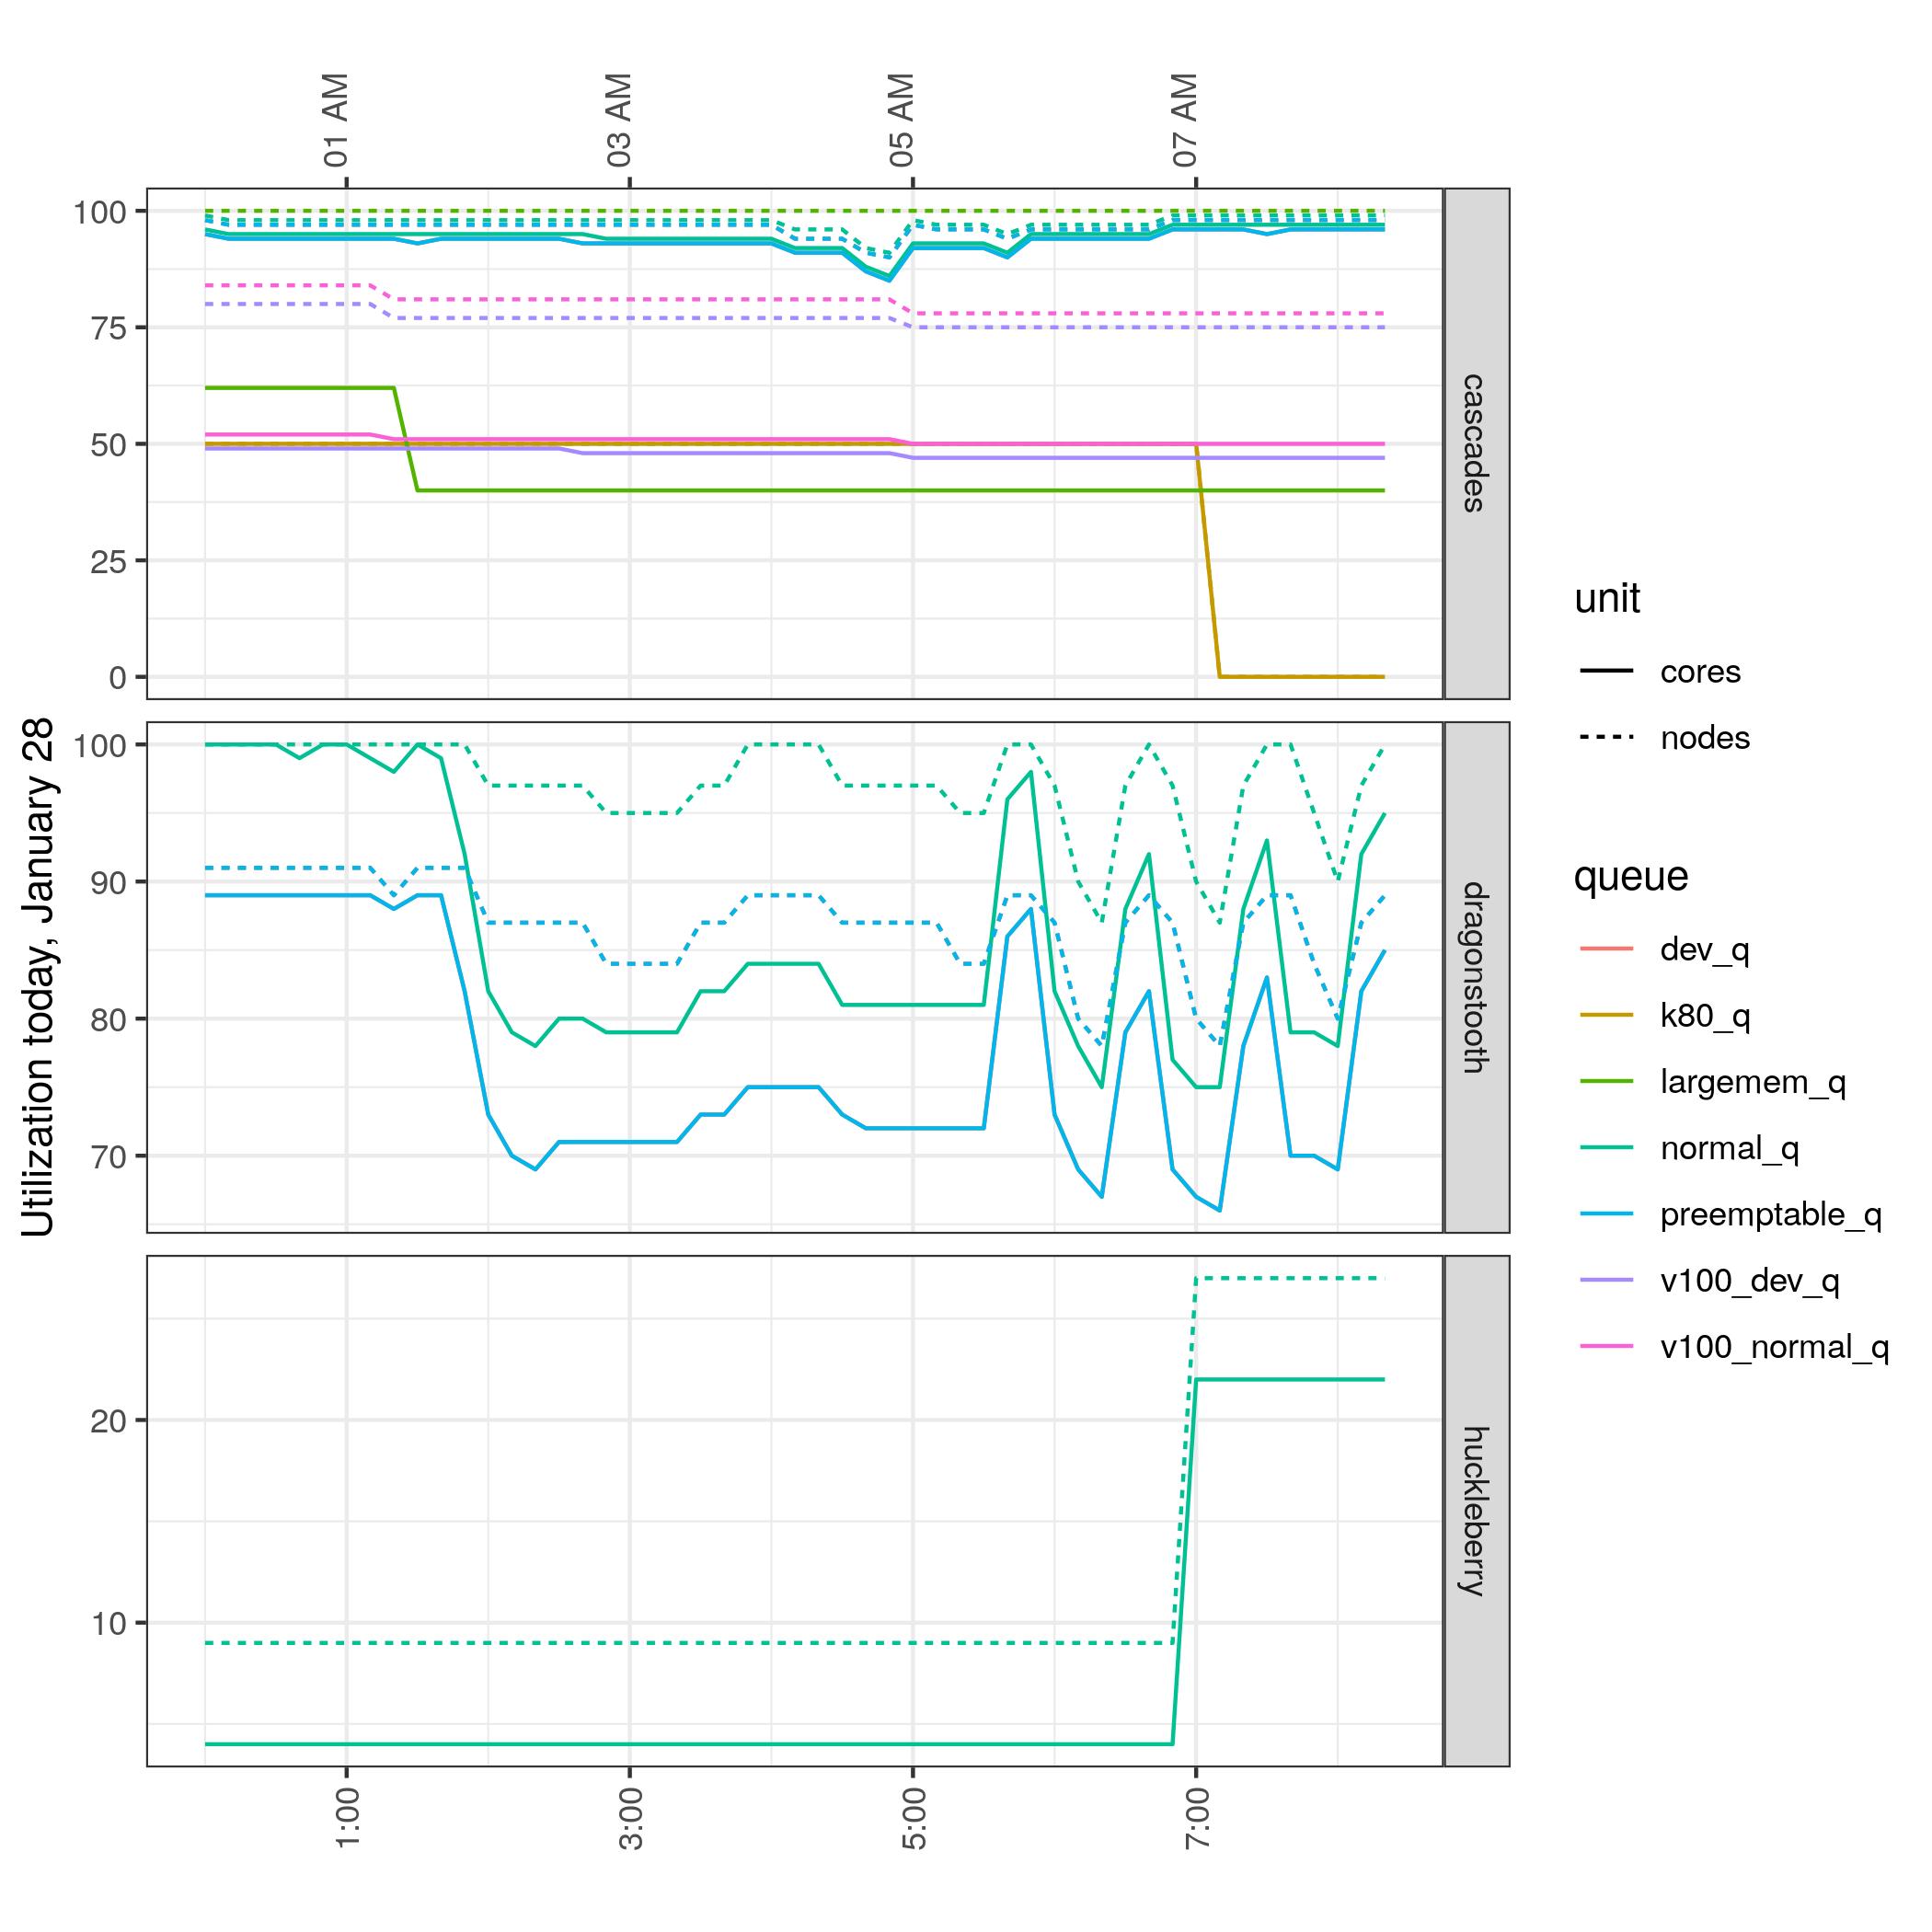 01 AM
03 AM
05 AM
07 AM
Utilization today, January 28
100
75
50
25
0
cascades
100
90
80
70
dragonstooth
20
10
huckleberry
1:00
3:00
5:00
7:00
unit
cores
nodes
queue
dev_q
k80_q
largemem_q
normal_q
preemptable_q
v100_dev_q
v100_normal_q